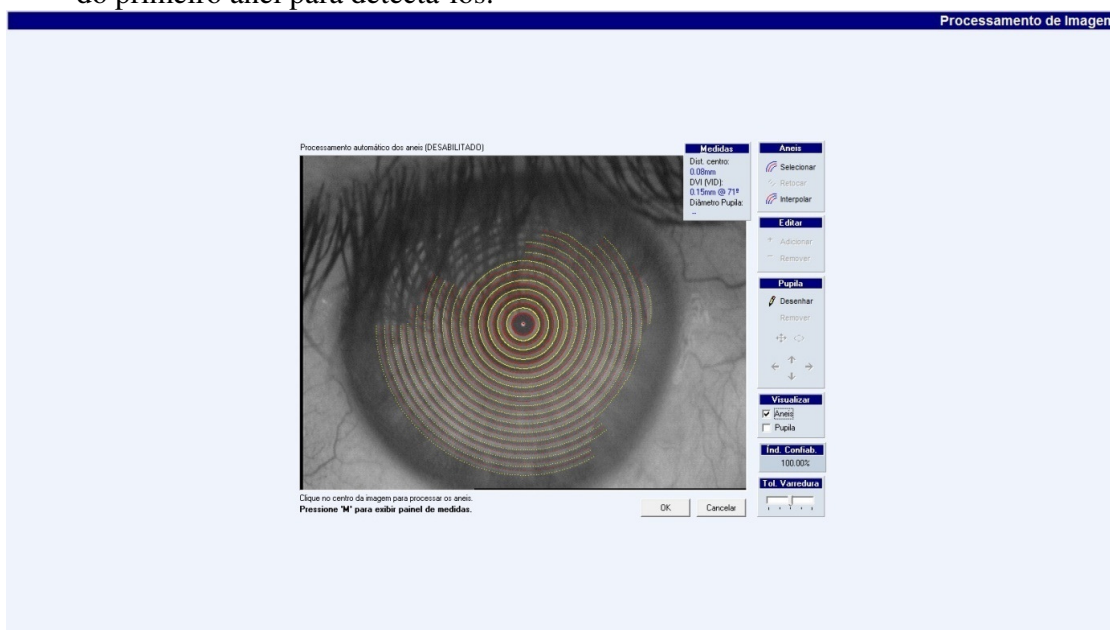 do primeiro anel para detectá-los.
Processamento de Imagem
Processamento automático dos aneis (DESABILITADO)
Medidas
Dist. centro:
0.08mm
DVI (VID):
0.15mm @ 71º
Diâmetro Pupila:
--
Aneis
Selecionar
Retocar
Interpolar
Editar
Adicionar
Remover
Pupila
Desenhar
Remover
Visualizar
Aneis
Pupila
Índ. Confiab.
100.00%
Tol. Varredura
Clique no centro da imagem para processar os aneis.
Pressione 'M' para exibir painel de medidas.
OK
Cancelar